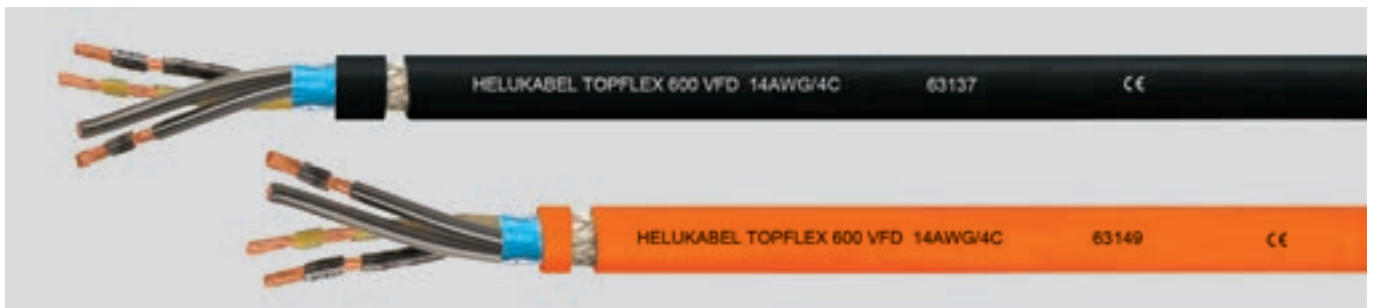 HELUKABEL TOPFLEX 600 VFD 14AWG/4C 63137 CE
HELUKABEL TOPFLEX 600 VFD 14AWG/4C 63149 CE